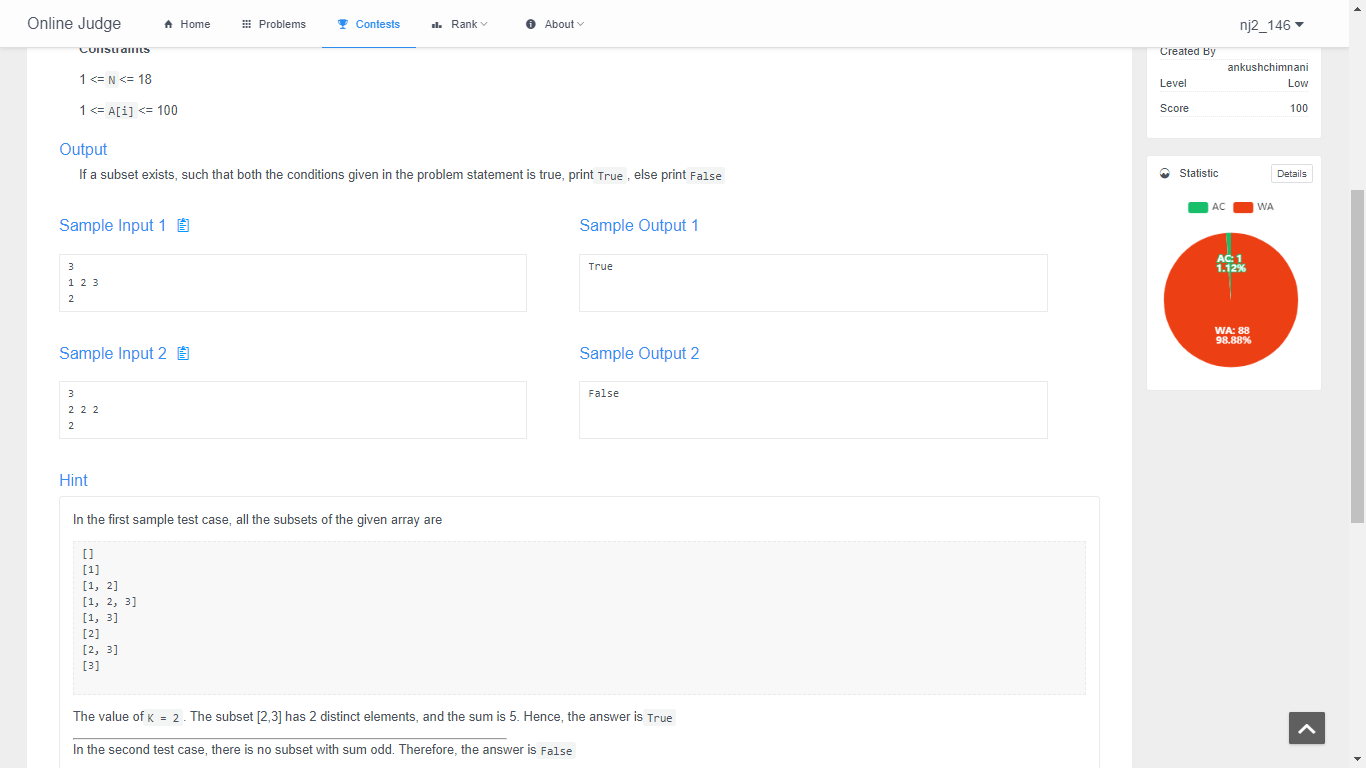 Online Judge
Home
Problems
Contests
Rank
About
nj2_146
Constraints
1 <= N <= 18
1 <= A[i] <= 100
Output
If a subset exists, such that both the conditions given in the problem statement is true, print True , else print False
Sample Input 1
Sample Output 1
3
1 2 3
2
True
Sample Input 2
Sample Output 2
3
2 2 2
2
False
Hint
In the first sample test case, all the subsets of the given array are
[]
[1]
[1, 2]
[1, 2, 3]
[1, 3]
[2]
[2, 3]
[3]
The value of K = 2 . The subset [2,3] has 2 distinct elements, and the sum is 5. Hence, the answer is True
In the second test case, there is no subset with sum odd. Therefore, the answer is False
Created By
ankushchimnani
Level Low
Score 100
Statistic
Details
AC WA
AC: 1
1.12%
WA: 88
98.88%